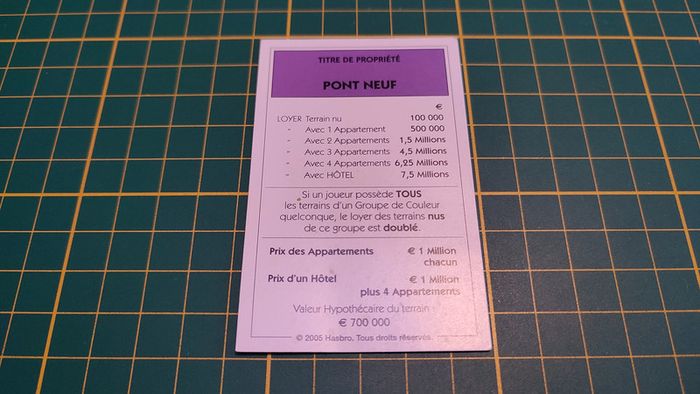 TITRE DE PROPRIÉTÉ
PONT NEUF
€
LOYER Terrain nu 100 000
- Avec 1 Appartement 500 000
- Avec 2 Appartements 1,5 Millions
- Avec 3 Appartements 4,5 Millions
- Avec 4 Appartements 6,25 Millions
- Avec HÔTEL 7,5 Millions
Si un joueur possède TOUS
les terrains d'un Groupe de Couleur
quelconque, le loyer des terrains nus
de ce groupe est doublé.
Prix des Appartements € 1 Million
chacun
Prix d'un Hôtel € 1 Million
plus 4 Appartements
Valeur Hypothécaire du terrain :
€ 700 000
© 2005 Hasbro. Tous droits réservés.